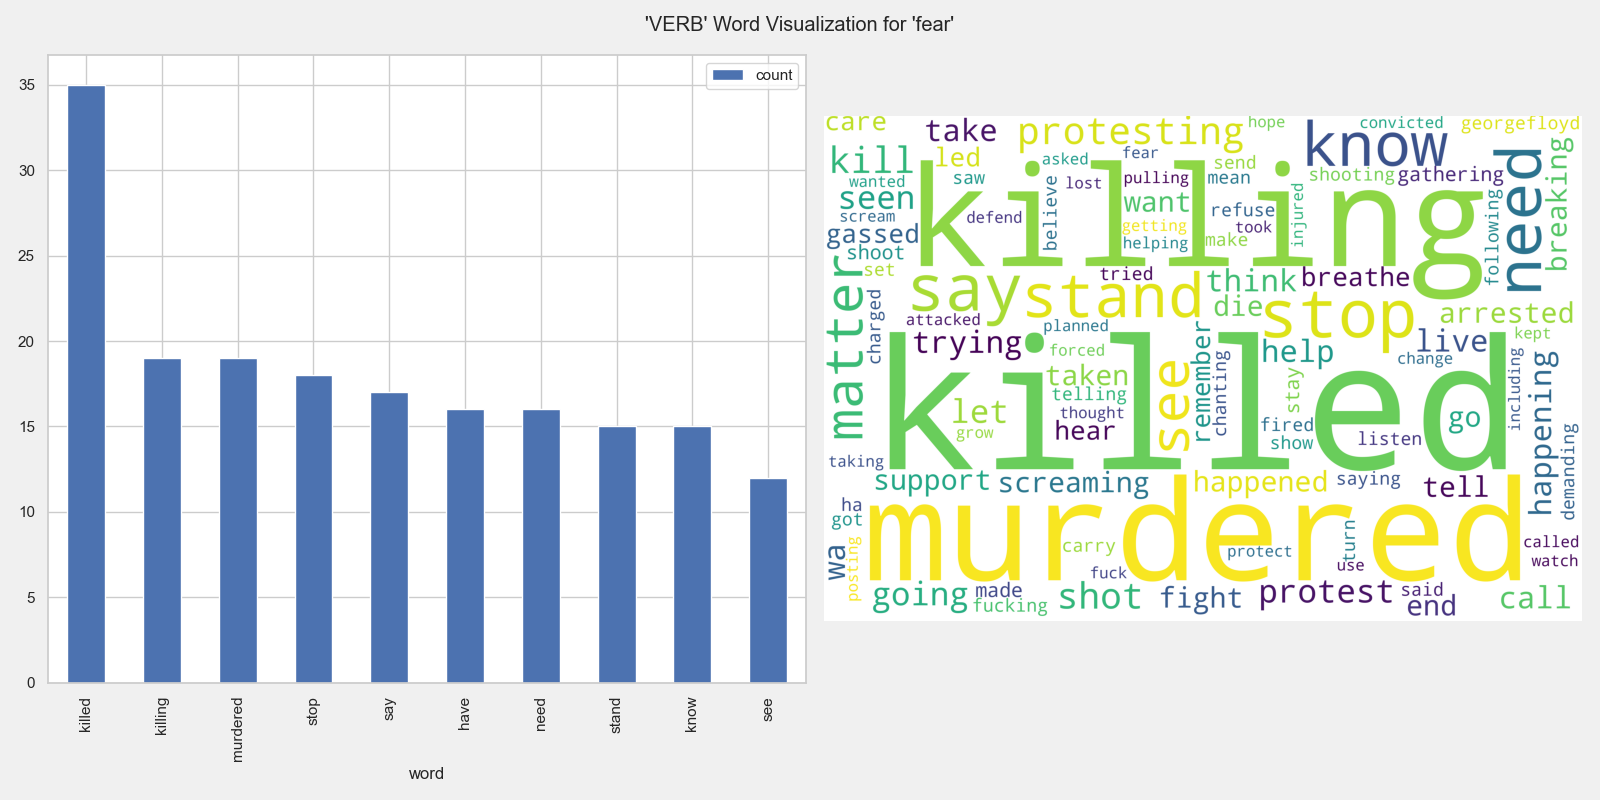 'VERB' Word Visualization for 'fear'
count
35
30
25
20
15
10
5
0
killed
killing
murdered
stop
say
have
need
stand
know
see
word
care
take
protesting
hope
know
convicted
georgefloyd
kill
led
asked
fear
send
shooting
gathering
need
breaking
wanted
saw
lost
pulling
mean
seen
killing
believe
want
injured
following
scream
defend
refuse
gassed
getting
took
shoot
helping
make
matter
set
say
stand
tried
think
breathe
charged
die
stop
arrested
attacked
planned
remember
kept
trying
forced
help
change
live
killed
taken
see
chanting
stay
including
happening
telling
let
thought
go
grow
hear
fired
show
listen
demanding
taking
support
screaming
happened
saying
tell
ha
got
murdered
wa
posting
carry
protect
turn
called
fuck
use
watch
going
made
fucking
shot
fight
protest
said
end
call